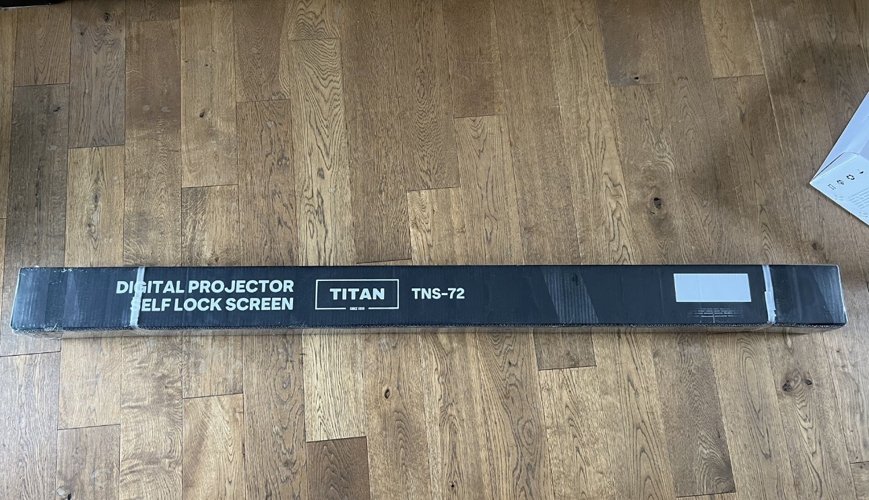 DIGITAL PROJECTOR
SELF LOCK SCREEN
TITAN
TNS-72